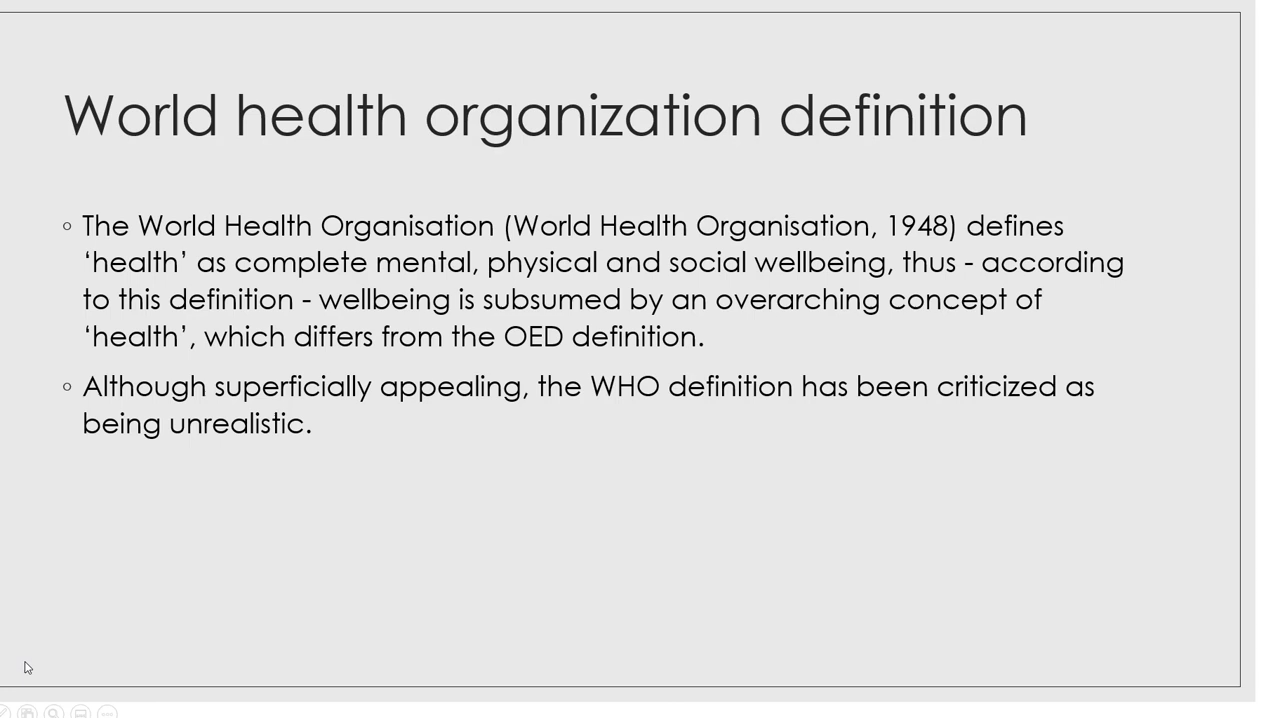 World health organization definition
◦ The World Health Organisation (World Health Organisation, 1948) defines
‘health’ as complete mental, physical and social wellbeing, thus - according
to this definition - wellbeing is subsumed by an overarching concept of
‘health’, which differs from the OED definition.
◦ Although superficially appealing, the WHO definition has been criticized as
being unrealistic.